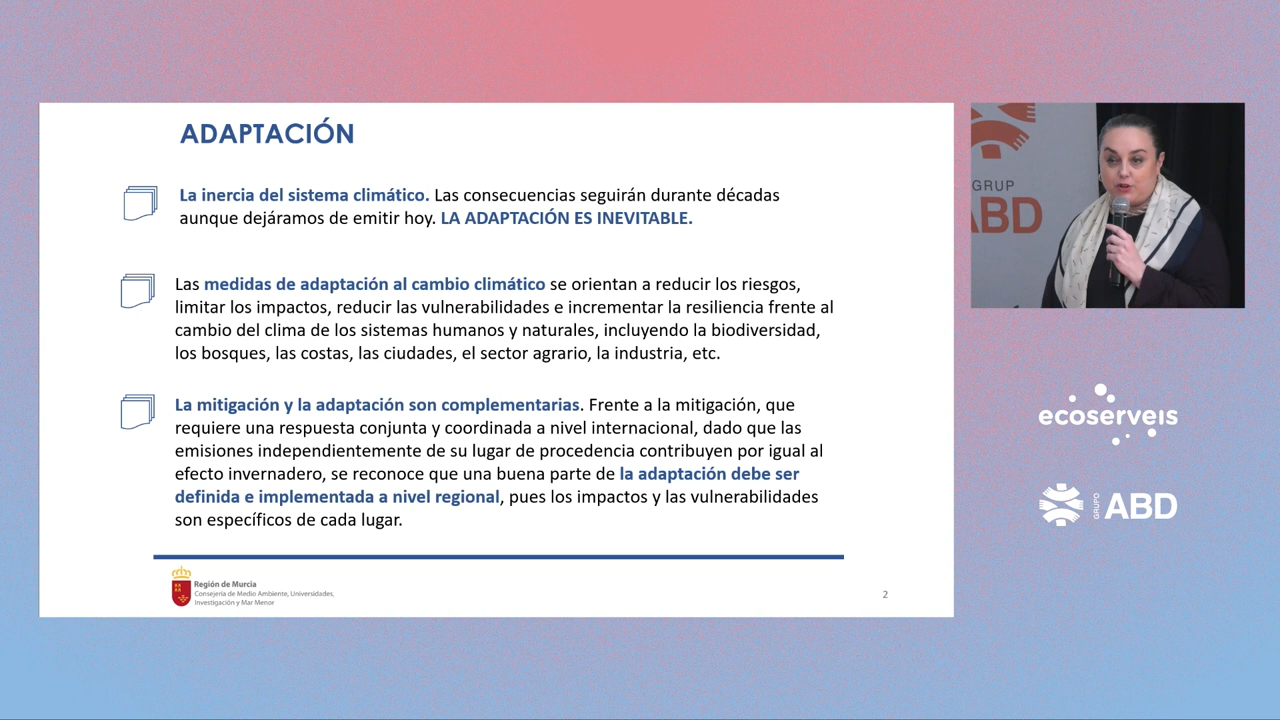 ADAPTACIÓN
La inercia del sistema climático. Las consecuencias seguirán durante décadas
aunque dejáramos de emitir hoy. LA ADAPTACIÓN ES INEVITABLE.
Las medidas de adaptación al cambio climático se orientan a reducir los riesgos,
limitar los impactos, reducir las vulnerabilidades e incrementar la resiliencia frente al
cambio del clima de los sistemas humanos y naturales, incluyendo la biodiversidad,
los bosques, las costas, las ciudades, el sector agrario, la industria, etc.
La mitigación y la adaptación son complementarias. Frente a la mitigación, que
requiere una respuesta conjunta y coordinada a nivel internacional, dado que las
emisiones independientemente de su lugar de procedencia contribuyen por igual al
efecto invernadero, se reconoce que una buena parte de la adaptación debe ser
definida e implementada a nivel regional, pues los impactos y las vulnerabilidades
son específicos de cada lugar.
Región de Murcia
Consejería de Medio Ambiente, Universidades,
Investigación y Mar Menor
2
GRUP
ABD
ecoserveis
GRUPO ABD